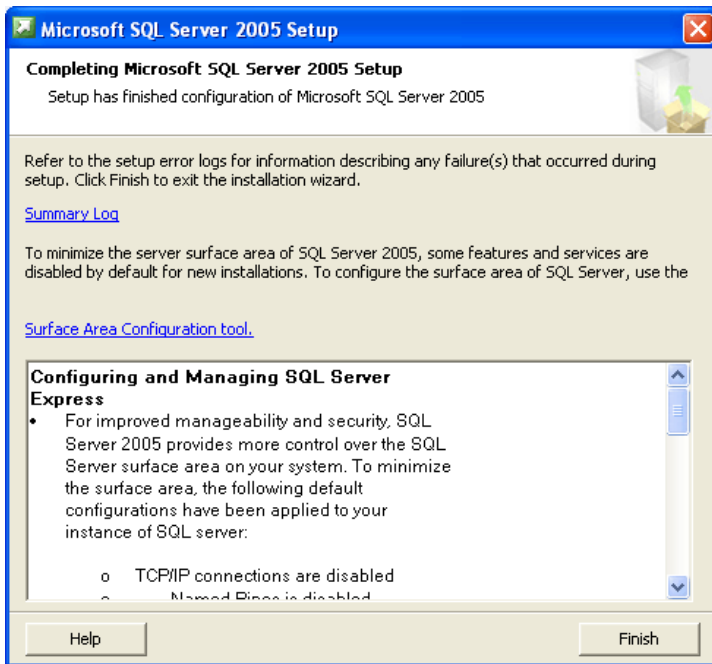 Microsoft SQL Server 2005 Setup
Completing Microsoft SQL Server 2005 Setup
Setup has finished configuration of Microsoft SQL Server 2005
Refer to the setup error logs for information describing any failure(s) that occurred during
setup. Click Finish to exit the installation wizard.
Summary Log
To minimize the server surface area of SQL Server 2005, some features and services are
disabled by default for new installations. To configure the surface area of SQL Server, use the
Surface Area Configuration tool.
Configuring and Managing SQL Server
Express
• For improved manageability and security, SQL
Server 2005 provides more control over the SQL
Server surface area on your system. To minimize
the surface area, the following default
configurations have been applied to your
instance of SQL server:
o TCP/IP connections are disabled
o Named Pipes is disabled
Help
Finish